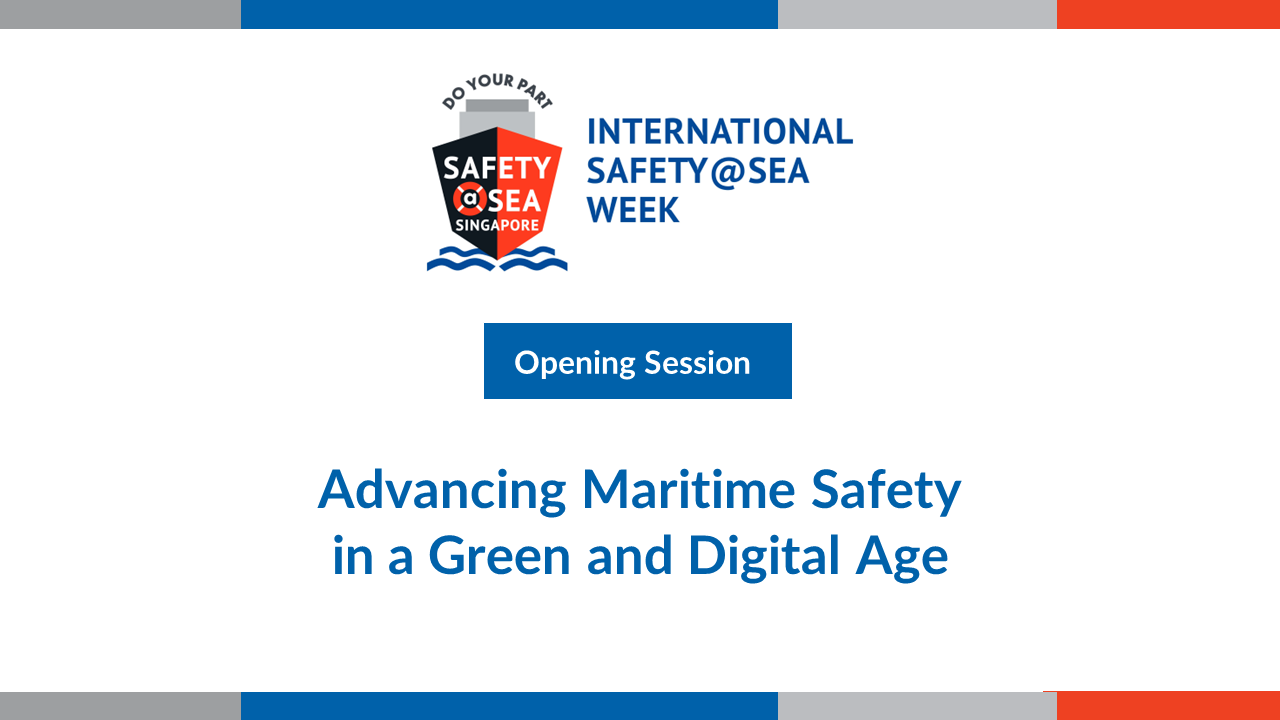 DO YOUR PART
SAFETY
@ SEA
SINGAPORE
INTERNATIONAL
SAFETY@SEA
WEEK
Opening Session
Advancing Maritime Safety
in a Green and Digital Age